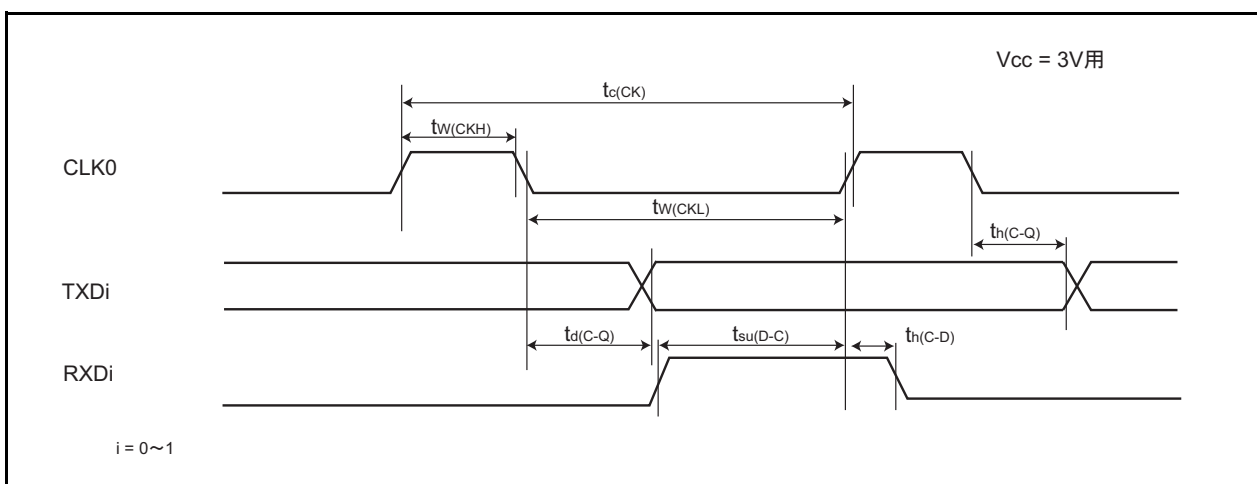 Vcc = 3V用
tc(CK)
tW(CKH)
CLK0
tW(CKL)
th(C-Q)
TXDi
td(C-Q)
tsu(D-C)
th(C-D)
RXDi
i = 0～1